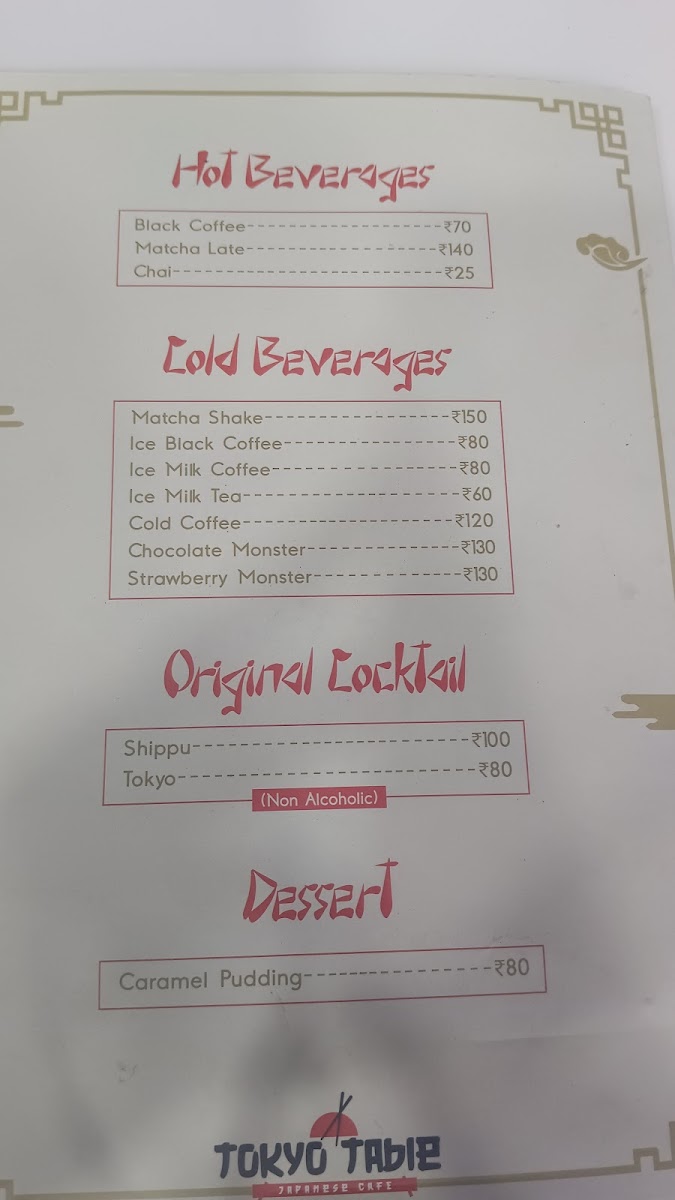 Hot Beverages
Black Coffee--------------------₹70
Matcha Late-----------------₹140
Chai------------------------₹25
Cold Beverages
Matcha Shake-----------------₹150
Ice Black Coffee---------------₹80
Ice Milk Coffee----------------₹80
Ice Milk Tea-------------------₹60
Cold Coffee--------------------₹120
Chocolate Monster-------------₹130
Strawberry Monster------------₹130
Original Cocktail
Shippu------------------------₹100
Tokyo-------------------------₹80
(Non Alcoholic)
Dessert
Caramel Pudding---------------₹80
TOKYO TABLE
JAPANESE CAFE